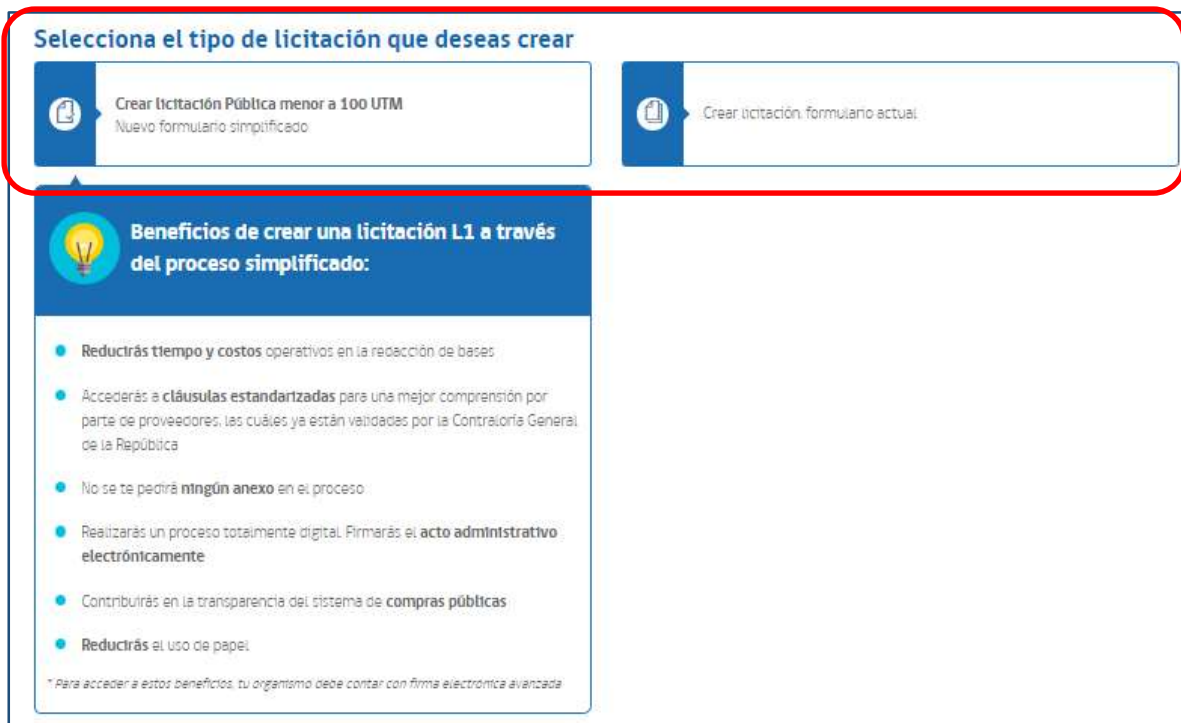 Selecciona el tipo de licitación que deseas crear
Crear licitación Pública menor a 100 UTM
Nuevo formulario simplificado
Crear licitación, formulario actual
Beneficios de crear una licitación L1 a través
del proceso simplificado:
Reducirás tiempo y costos operativos en la redacción de bases
Accederás a cláusulas estandarizadas para una mejor comprensión por
parte de proveedores, las cuáles ya están validadas por la Contraloría General
de la República
No se te pedirá ningún anexo en el proceso
Realizarás un proceso totalmente digital. Firmarás el acto administrativo
electrónicamente
Contribuirás en la transparencia del sistema de compras públicas
Reducirás el uso de papel
* Para acceder a estos beneficios, tu organismo debe contar con firma electrónica avanzada